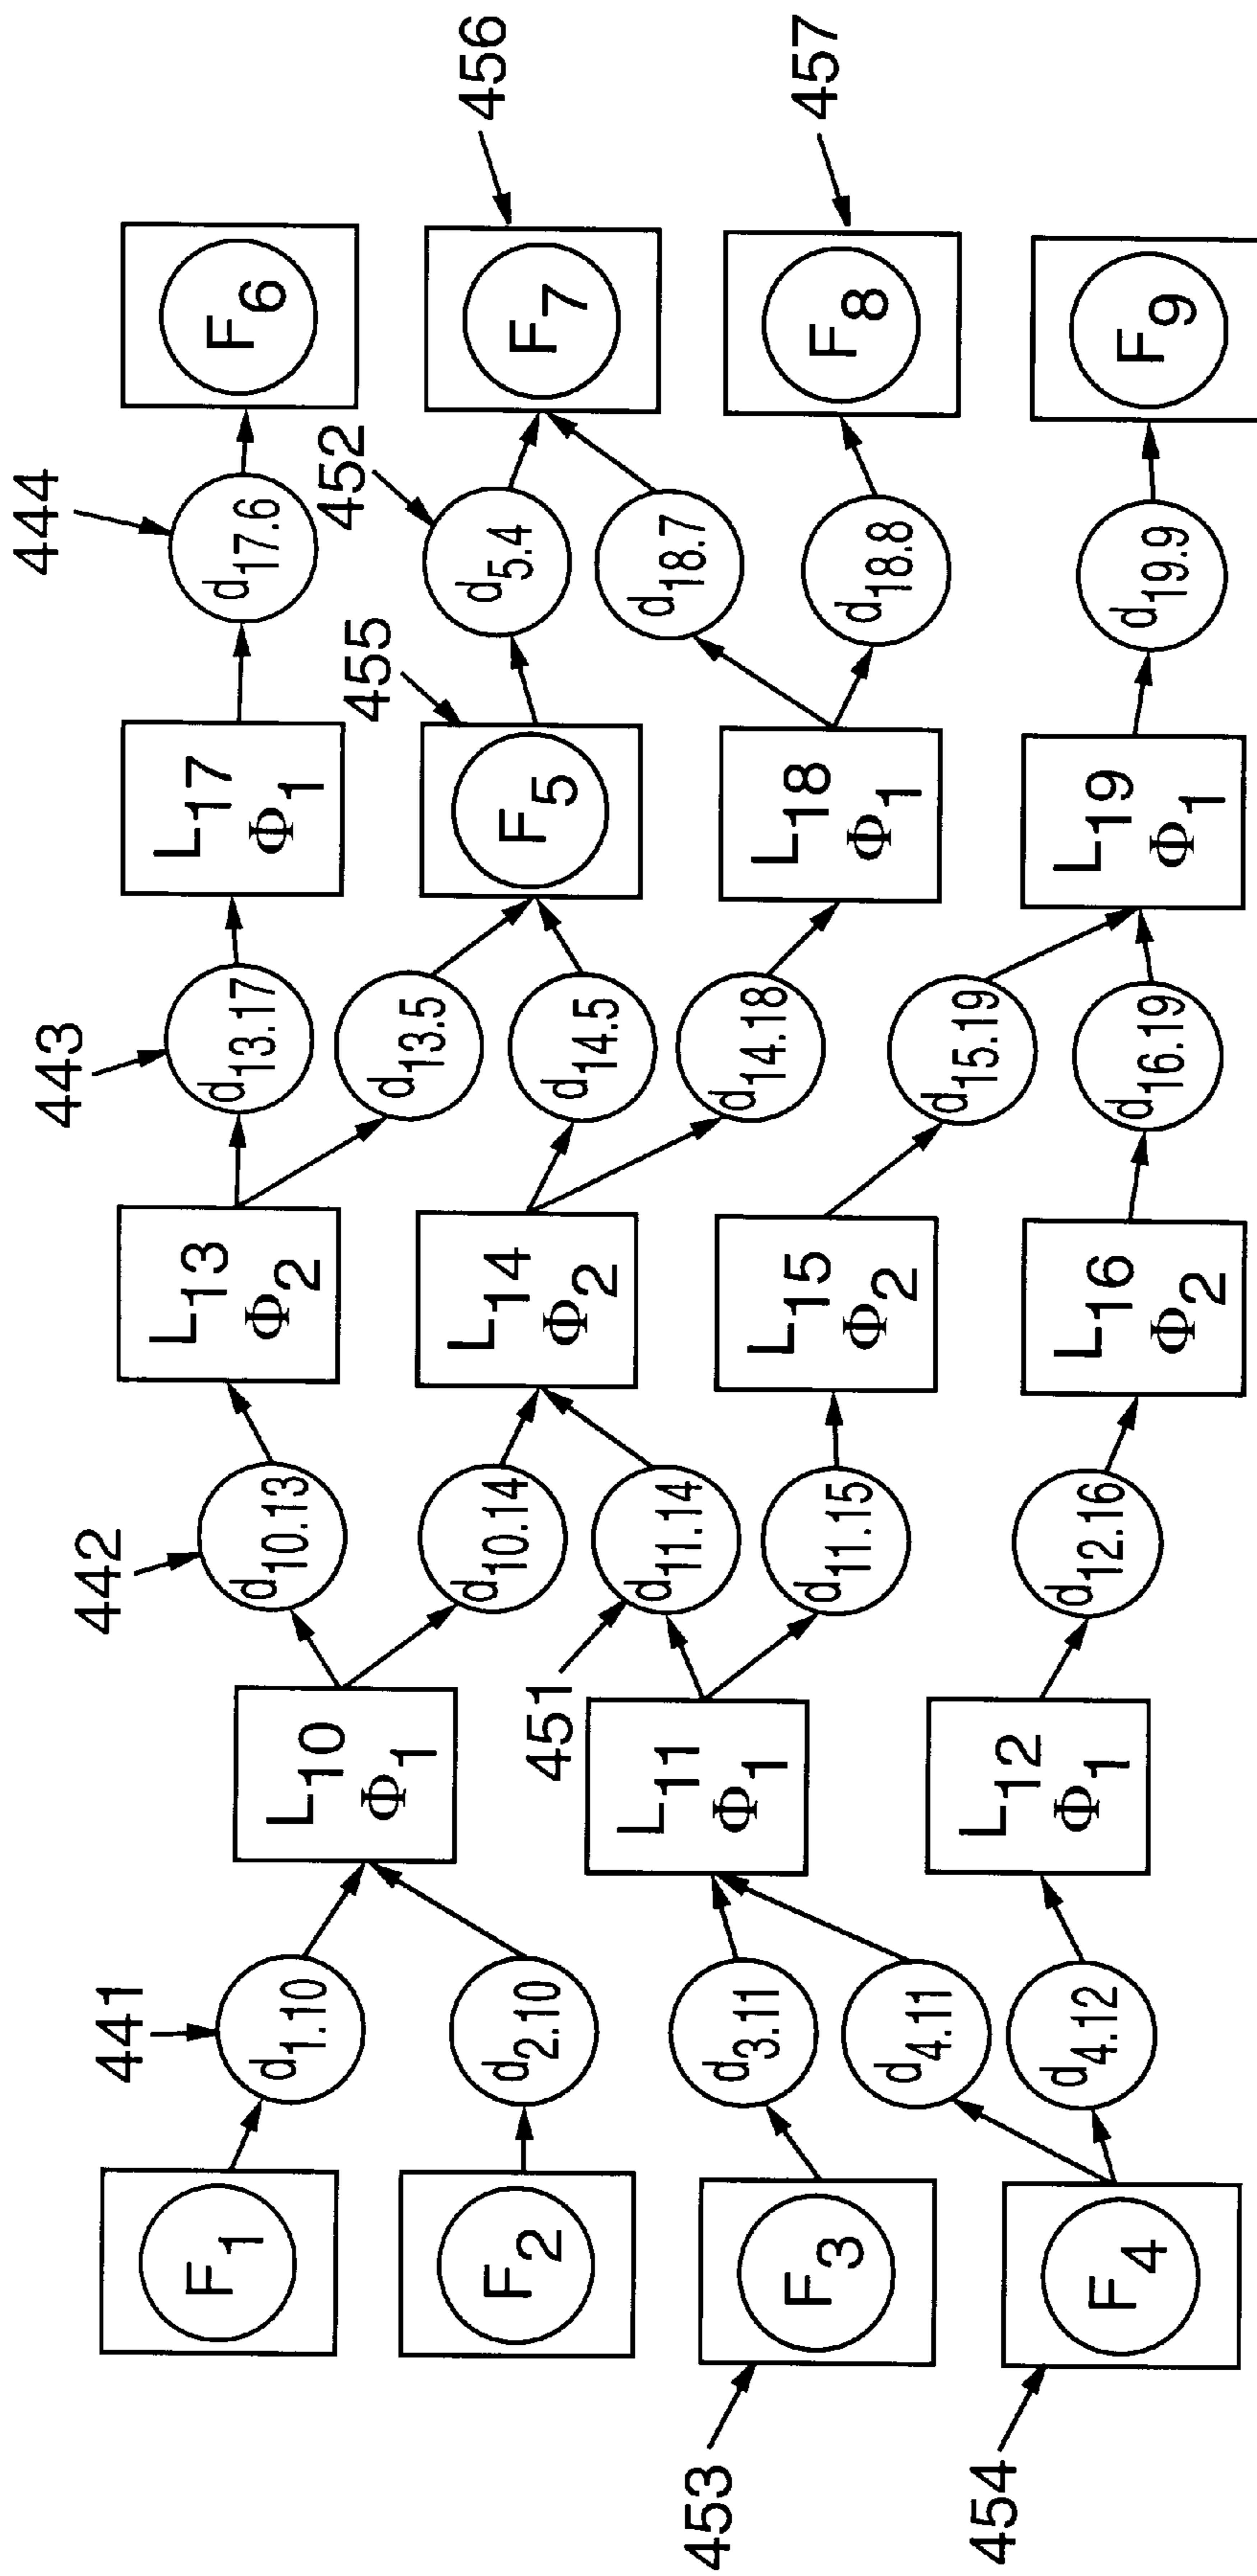 444
443
442
441
F6
d17.6
L17 Φ1
d13.17
L13 Φ2
d10.13
L10 Φ1
d1.10
F1
452
455
456
F7
d5.4
d18.7
F5
d13.5
d14.5
L14 Φ2
d10.14
d11.14
451
d2.10
F2
457
F8
d18.8
L18 Φ1
d14.18
L15 Φ2
d11.15
L11 Φ1
d3.11
d4.11
F3
453
F9
d19.9
L19 Φ1
d15.19
d16.19
L16 Φ2
d12.16
L12 Φ1
d4.12
F4
454